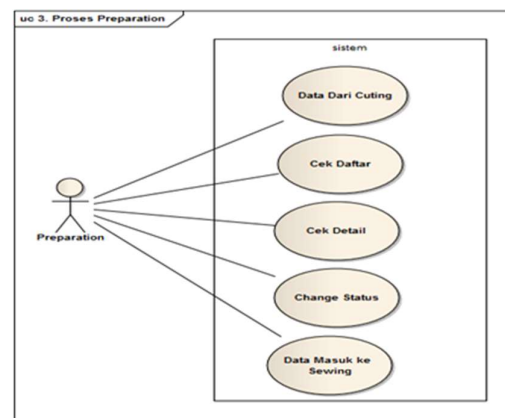 uc 3. Proses Preparation
sistem
Data Dari Cuting
Cek Daftar
Preparation
Cek Detail
Change Status
Data Masuk ke
Sewing